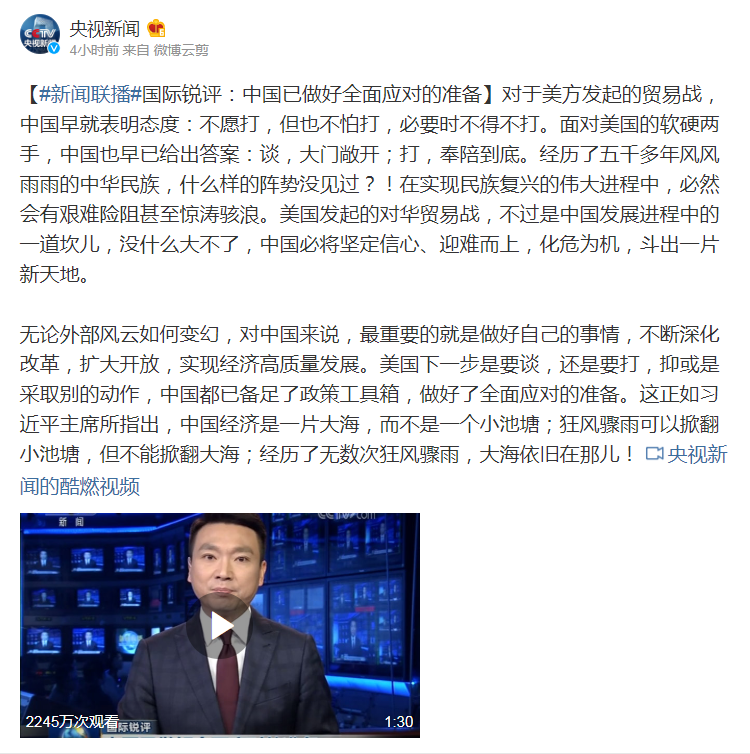 央视新闻
4小时前 来自 微博云剪
【#新闻联播#国际锐评：中国已做好全面应对的准备】对于美方发起的贸易战，
中国早就表明态度：不愿打，但也不怕打，必要时不得不打。面对美国的软硬两
手，中国也早已给出答案：谈，大门敞开；打，奉陪到底。经历了五千多年风风
雨雨的中华民族，什么样的阵势没见过？！在实现民族复兴的伟大进程中，必然
会有艰难险阻甚至惊涛骇浪。美国发起的对华贸易战，不过是中国发展进程中的
一道坎儿，没什么大不了，中国必将坚定信心、迎难而上，化危为机，斗出一片
新天地。
无论外部风云如何变幻，对中国来说，最重要的就是做好自己的事情，不断深化
改革，扩大开放，实现经济高质量发展。美国下一步是要谈，还是要打，抑或是
采取别的动作，中国都已备足了政策工具箱，做好了全面应对的准备。这正如习
近平主席所指出，中国经济是一片大海，而不是一个小池塘；狂风骤雨可以掀翻
小池塘，但不能掀翻大海；经历了无数次狂风骤雨，大海依旧在那儿！ 央视新
闻的酷燃视频
CCTV
央视新闻
新闻
CCTV.com
2245万次观看
1:30
国际锐评